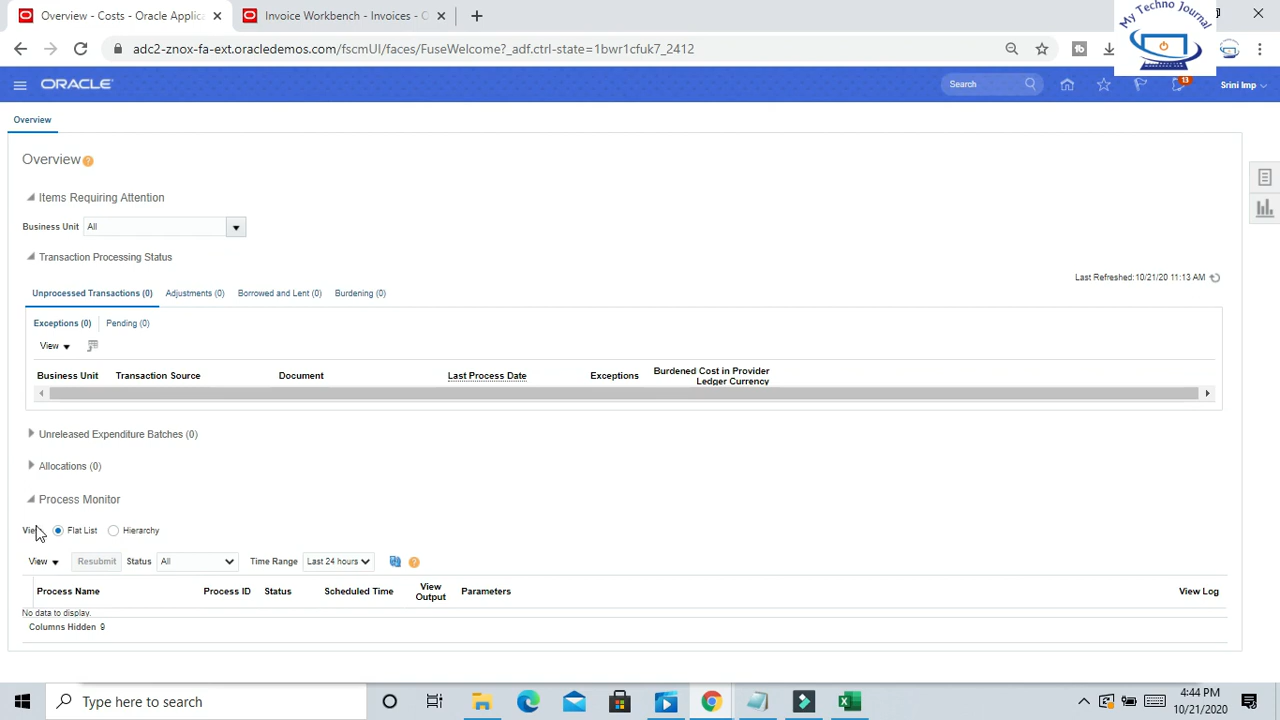 Overview - Costs - Oracle Applica
Invoice Workbench - Invoices - O
My Techno Journal
adc2-znox-fa-ext.oracledemos.com/fscmUI/faces/FuseWelcome?_adf.ctrl-state=1bwr1cfuk7_2412
ORACLE
Search
13
Srini Imp
Overview
Overview ?
Items Requiring Attention
Business Unit All
Transaction Processing Status
Last Refreshed:10/21/20 11:13 AM
Unprocessed Transactions (0) Adjustments (0) Borrowed and Lent (0) Burdening (0)
Exceptions (0) Pending (0)
View
Business Unit Transaction Source Document Last Process Date Exceptions Burdened Cost in Provider
Ledger Currency
Unreleased Expenditure Batches (0)
Allocations (0)
Process Monitor
View Flat List Hierarchy
View Resubmit Status All Time Range Last 24 hours ?
Process Name Process ID Status Scheduled Time View Output Parameters View Log
No data to display.
Columns Hidden 9
Type here to search
4:44 PM
10/21/2020